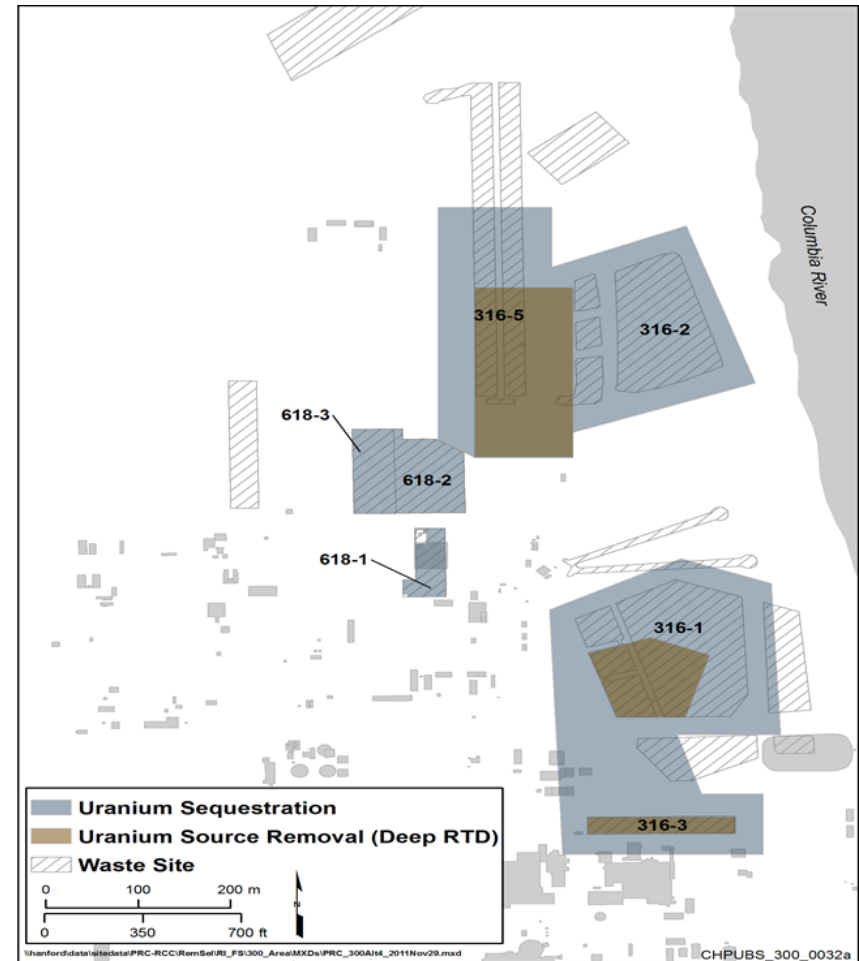 Columbia River
316-5
316-2
618-3
618-2
618-1
316-1
316-3
Uranium Sequestration
Uranium Source Removal (Deep RTD)
Waste Site
0 100 200 m
0 350 700 ft
N
\\hanford\data\sitedata\PRC-RCC\RemSel\RI_FS\300_Area\MXDs\PRC_300Alt4_2011Nov29.mxd
CHPUBS_300_0032a